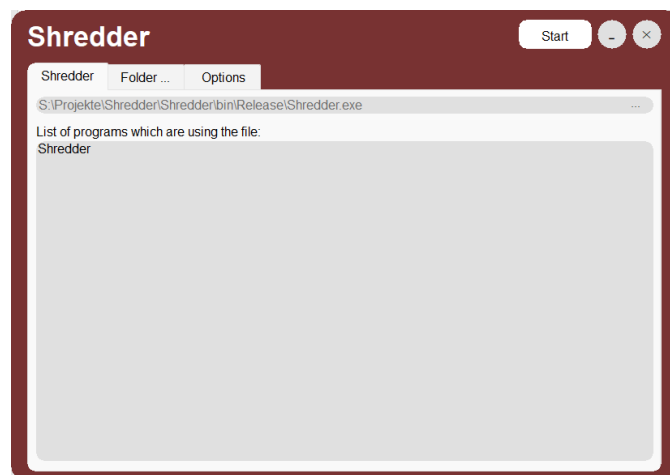 Shredder
Start - ×
Shredder Folder ... Options
S:\Projekte\Shredder\Shredder\bin\Release\Shredder.exe ...
List of programs which are using the file:
Shredder